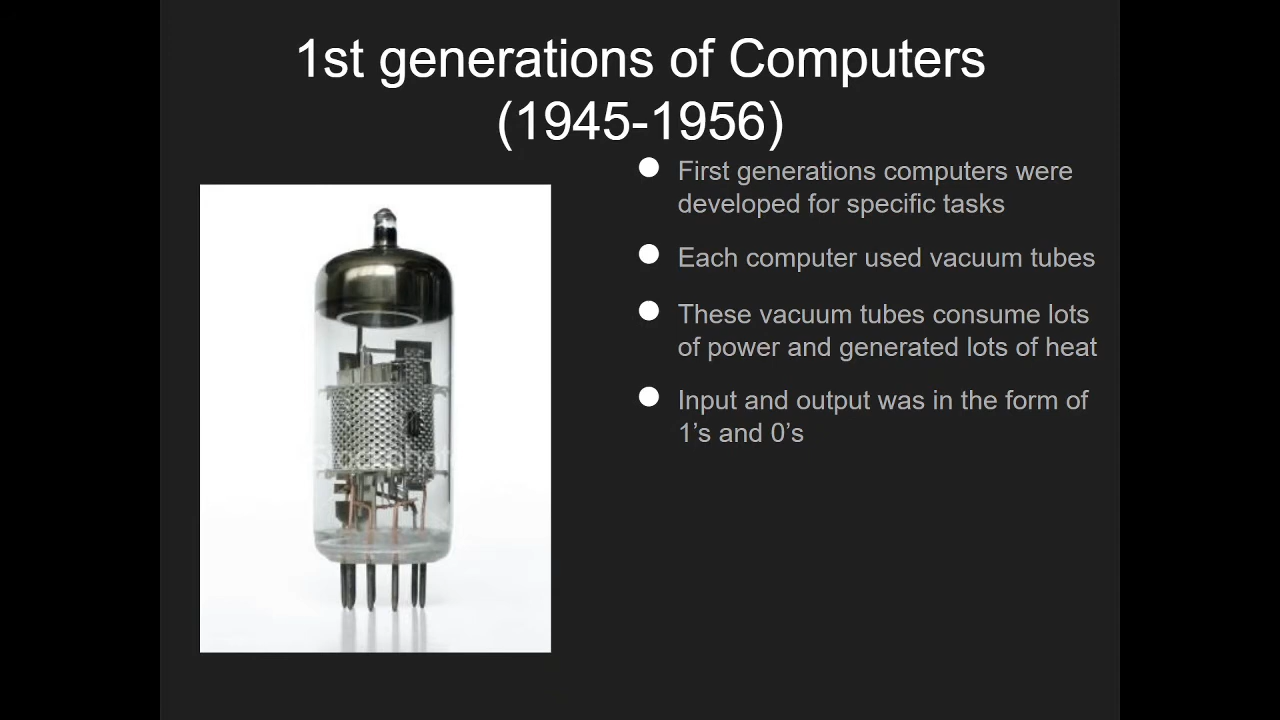 1st generations of Computers
(1945-1956)
First generations computers were
developed for specific tasks
Each computer used vacuum tubes
These vacuum tubes consume lots
of power and generated lots of heat
Input and output was in the form of
1’s and 0’s